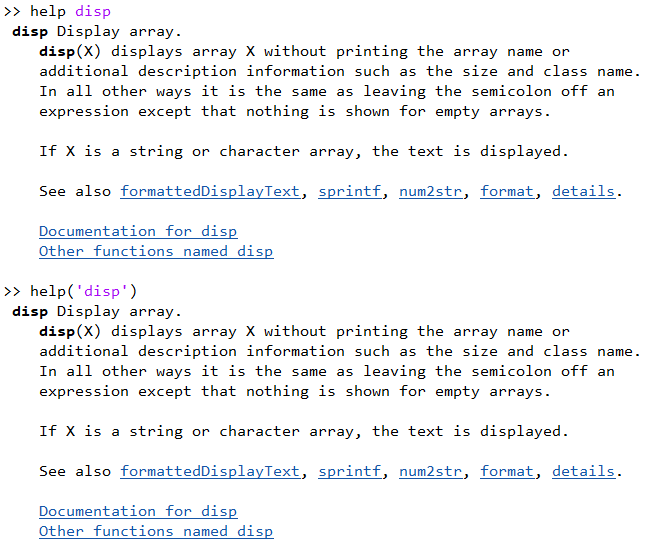 >> help disp
disp Display array.
disp(X) displays array X without printing the array name or
additional description information such as the size and class name.
In all other ways it is the same as leaving the semicolon off an
expression except that nothing is shown for empty arrays.
If X is a string or character array, the text is displayed.
See also formattedDisplayText, sprintf, num2str, format, details.
Documentation for disp
Other functions named disp
>> help('disp')
disp Display array.
disp(X) displays array X without printing the array name or
additional description information such as the size and class name.
In all other ways it is the same as leaving the semicolon off an
expression except that nothing is shown for empty arrays.
If X is a string or character array, the text is displayed.
See also formattedDisplayText, sprintf, num2str, format, details.
Documentation for disp
Other functions named disp